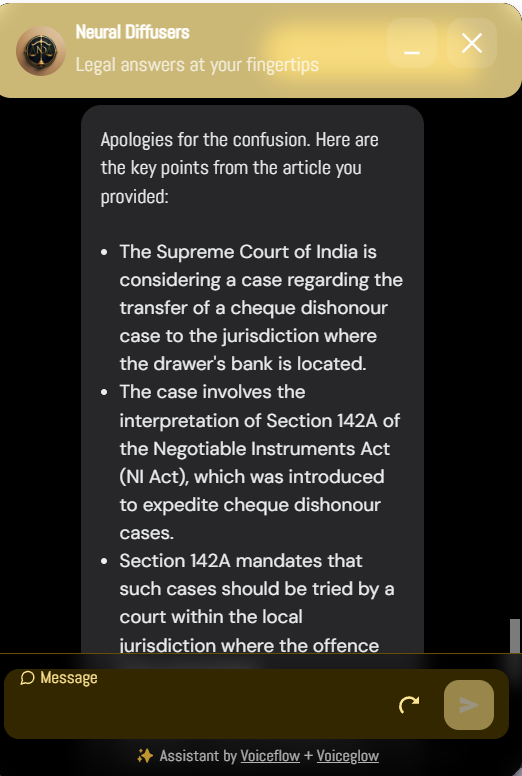 Neural Diffusers
Legal answers at your fingertips
Apologies for the confusion. Here are
the key points from the article you
provided:
• The Supreme Court of India is
considering a case regarding the
transfer of a cheque dishonour
case to the jurisdiction where
the drawer's bank is located.
• The case involves the
interpretation of Section 142A of
the Negotiable Instruments Act
(NI Act), which was introduced
to expedite cheque dishonour
cases.
• Section 142A mandates that
such cases should be tried by a
court within the local
jurisdiction where the offence
Message
✨ Assistant by Voiceflow + Voiceglow